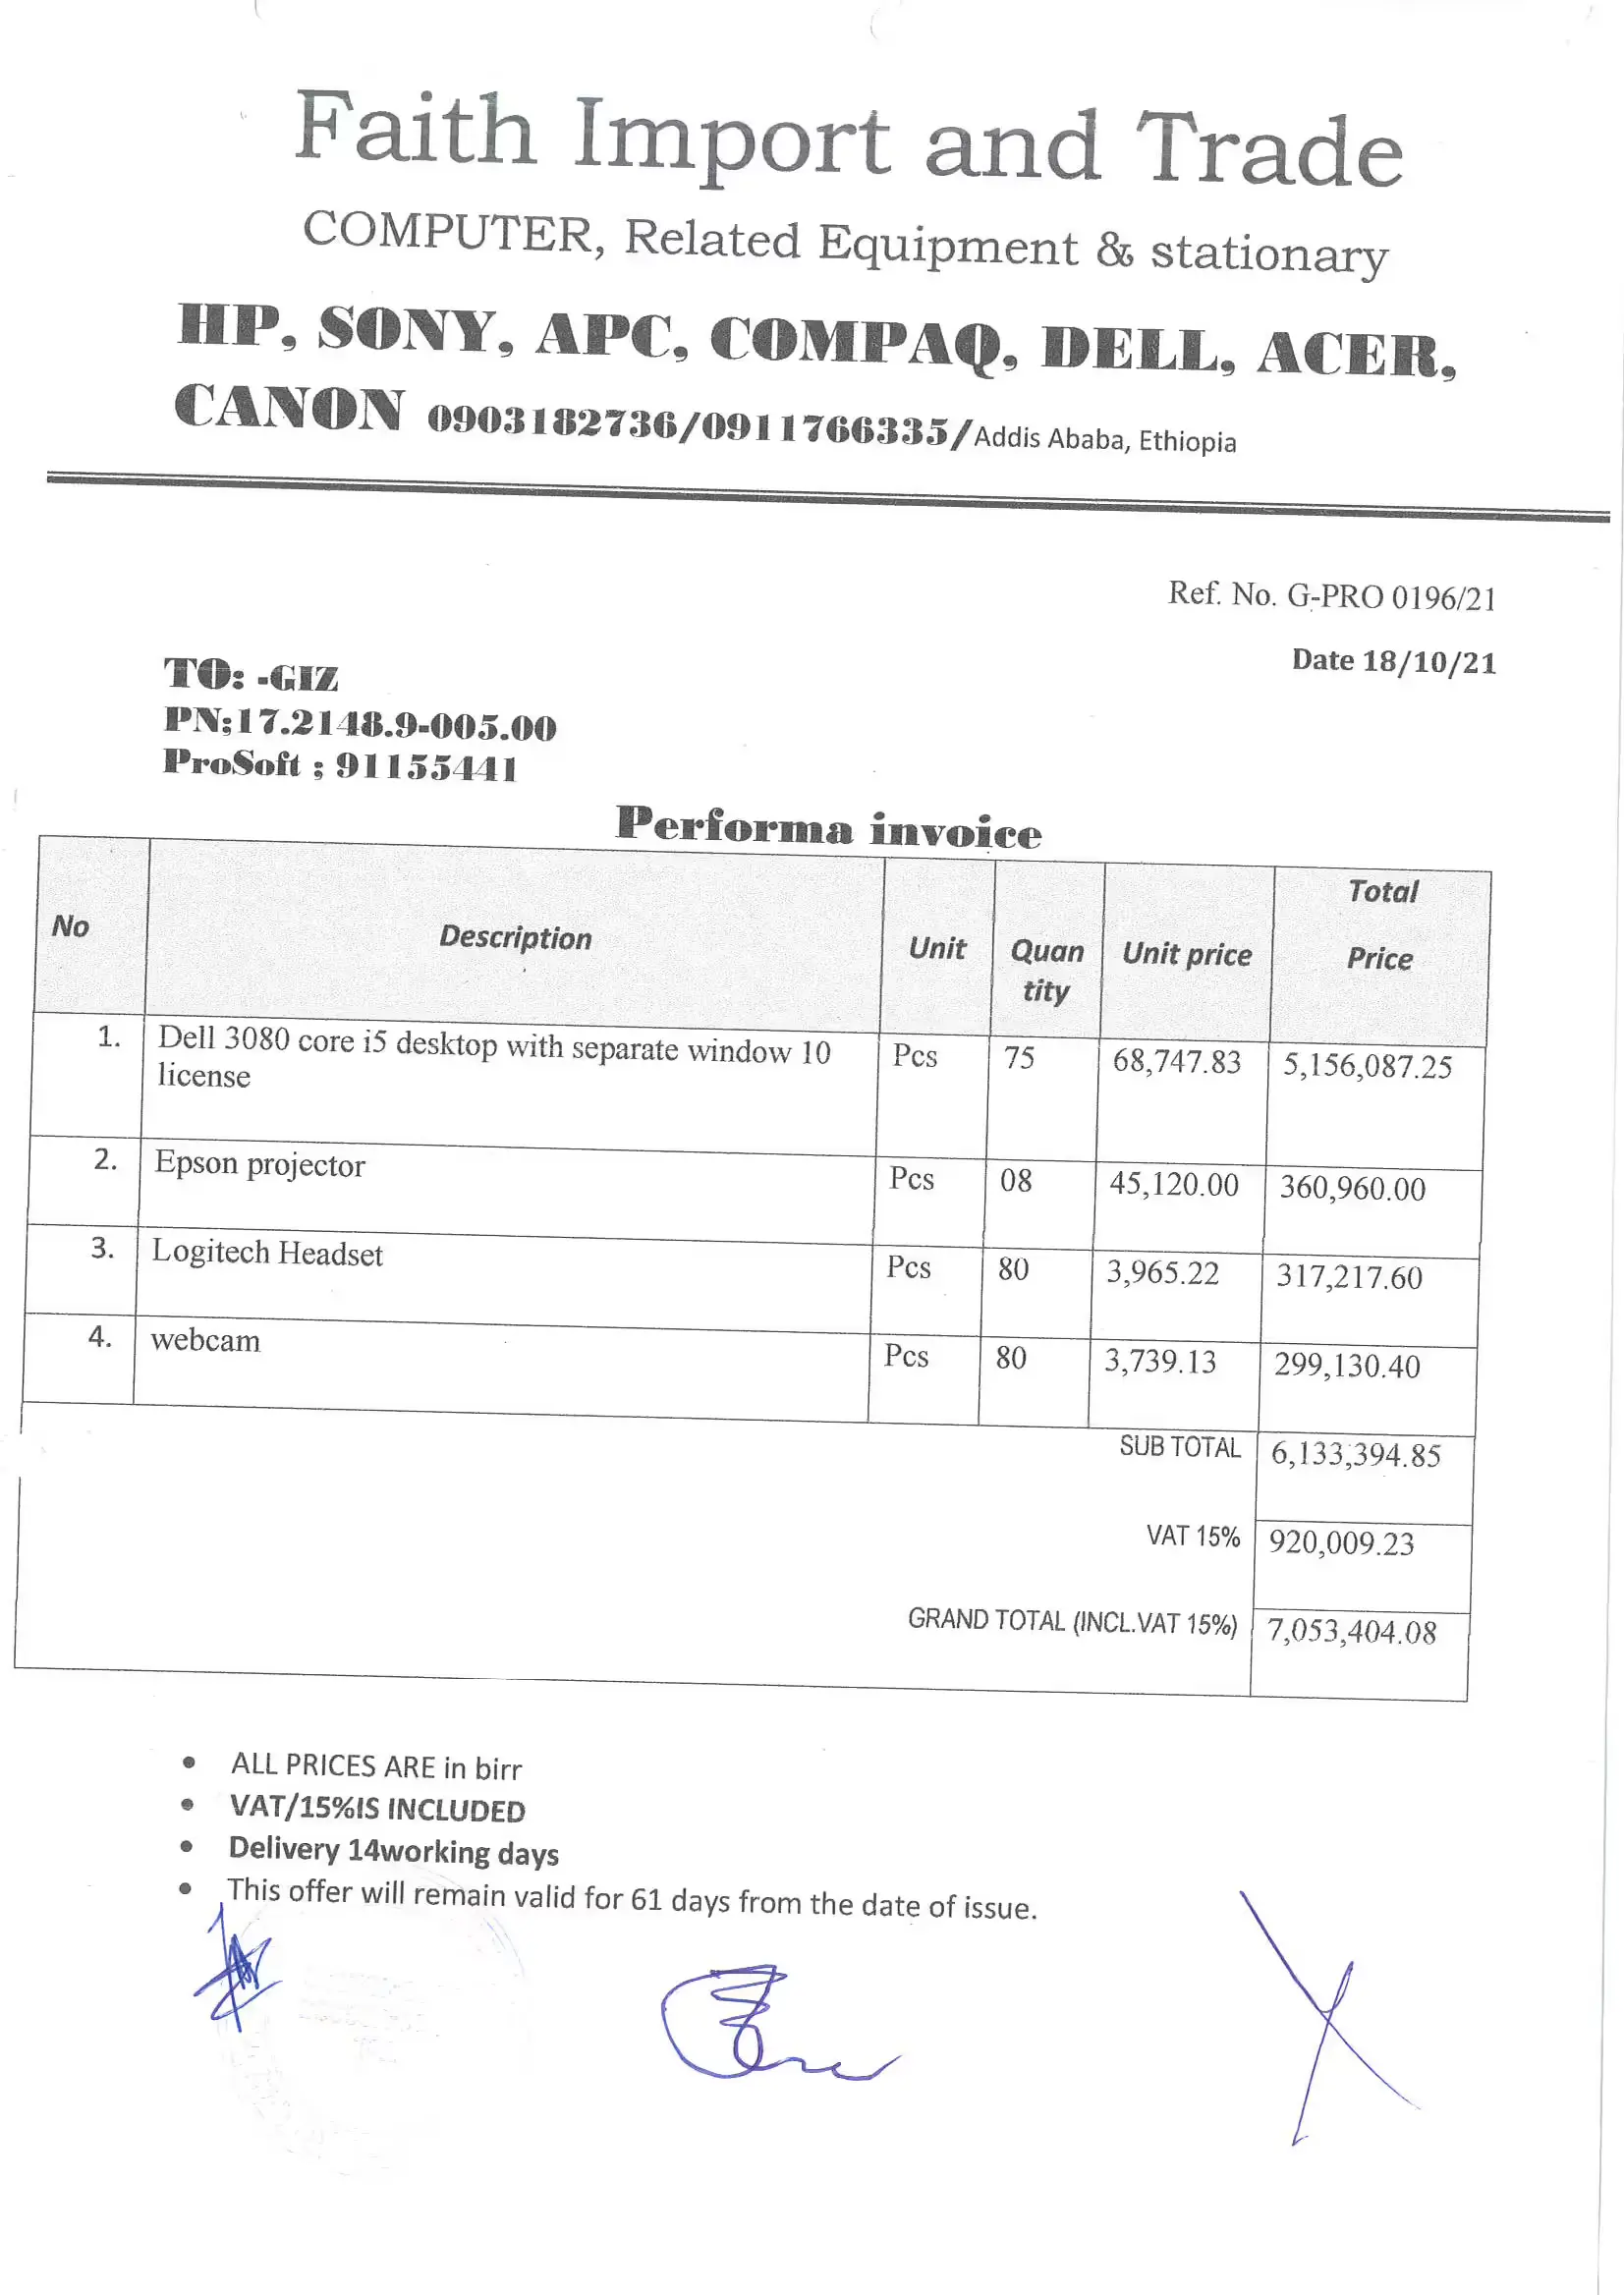 Faith Import and Trade
COMPUTER, Related Equipment & stationary
HP, SONY, APC, COMPAQ, DELL, ACER,
CANON 0903182736/0911766335/Addis Ababa, Ethiopia
Ref. No. G-PRO 0196/21
Date 18/10/21
TO: -GIZ
PN;17.2148.9-005.00
ProSoft ; 91155441
Performa invoice
No Description Unit Quan tity Unit price Total Price
1. Dell 3080 core i5 desktop with separate window 10 Pcs 75 68,747.83 5,156,087.25
license
2. Epson projector Pcs 08 45,120.00 360,960.00
3. Logitech Headset Pcs 80 3,965.22 317,217.60
4. webcam Pcs 80 3,739.13 299,130.40
SUB TOTAL 6,133,394.85
VAT 15% 920,009.23
GRAND TOTAL (INCL.VAT 15%) 7,053,404.08
• ALL PRICES ARE in birr
• VAT/15%IS INCLUDED
• Delivery 14working days
• This offer will remain valid for 61 days from the date of issue.